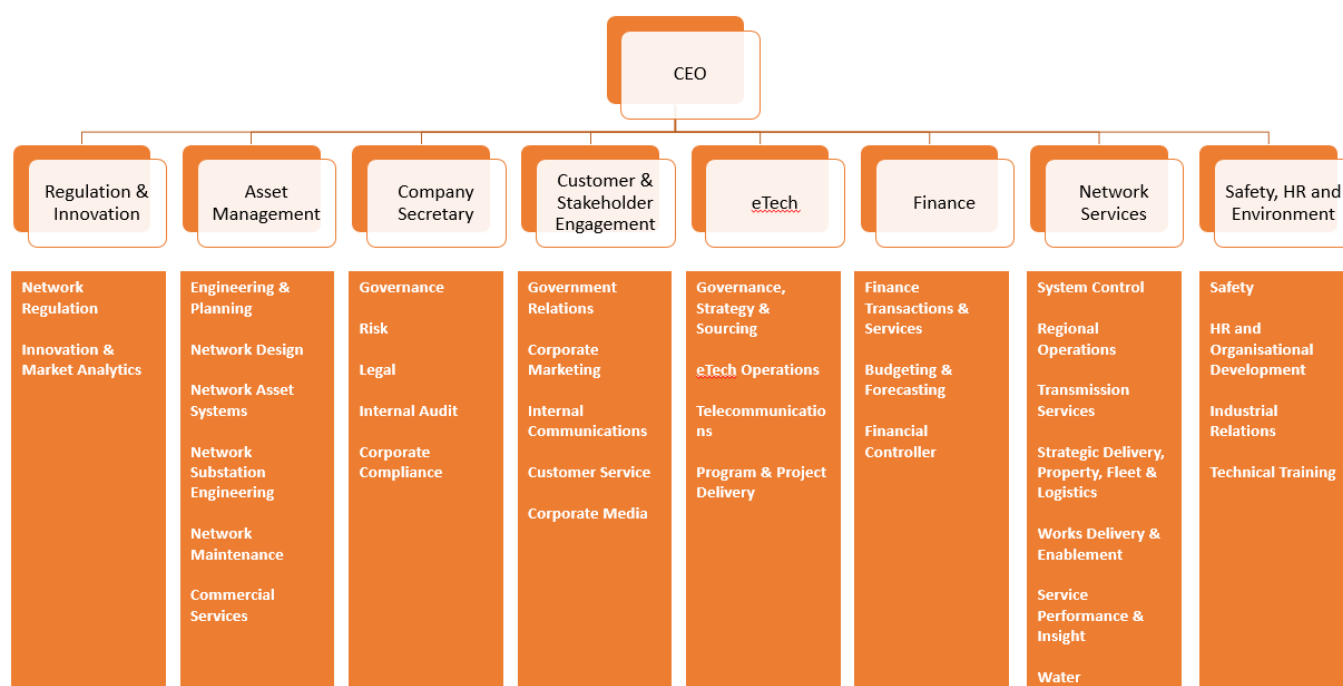 CEO
Regulation &
Innovation
Asset
Management
Company
Secretary
Customer &
Stakeholder
Engagement
eTech
Finance
Network
Services
Safety, HR and
Environment
Network
Regulation
Innovation &
Market Analytics
Engineering &
Planning
Network Design
Network Asset
Systems
Network
Substation
Engineering
Network
Maintenance
Commercial
Services
Governance
Risk
Legal
Internal Audit
Corporate
Compliance
Government
Relations
Corporate
Marketing
Internal
Communications
Customer Service
Corporate Media
Governance,
Strategy &
Sourcing
eTech Operations
Telecommunicatio
ns
Program & Project
Delivery
Finance
Transactions &
Services
Budgeting &
Forecasting
Financial
Controller
System Control
Regional
Operations
Transmission
Services
Strategic Delivery,
Property, Fleet &
Logistics
Works Delivery &
Enablement
Service
Performance &
Insight
Water
Safety
HR and
Organisational
Development
Industrial
Relations
Technical Training